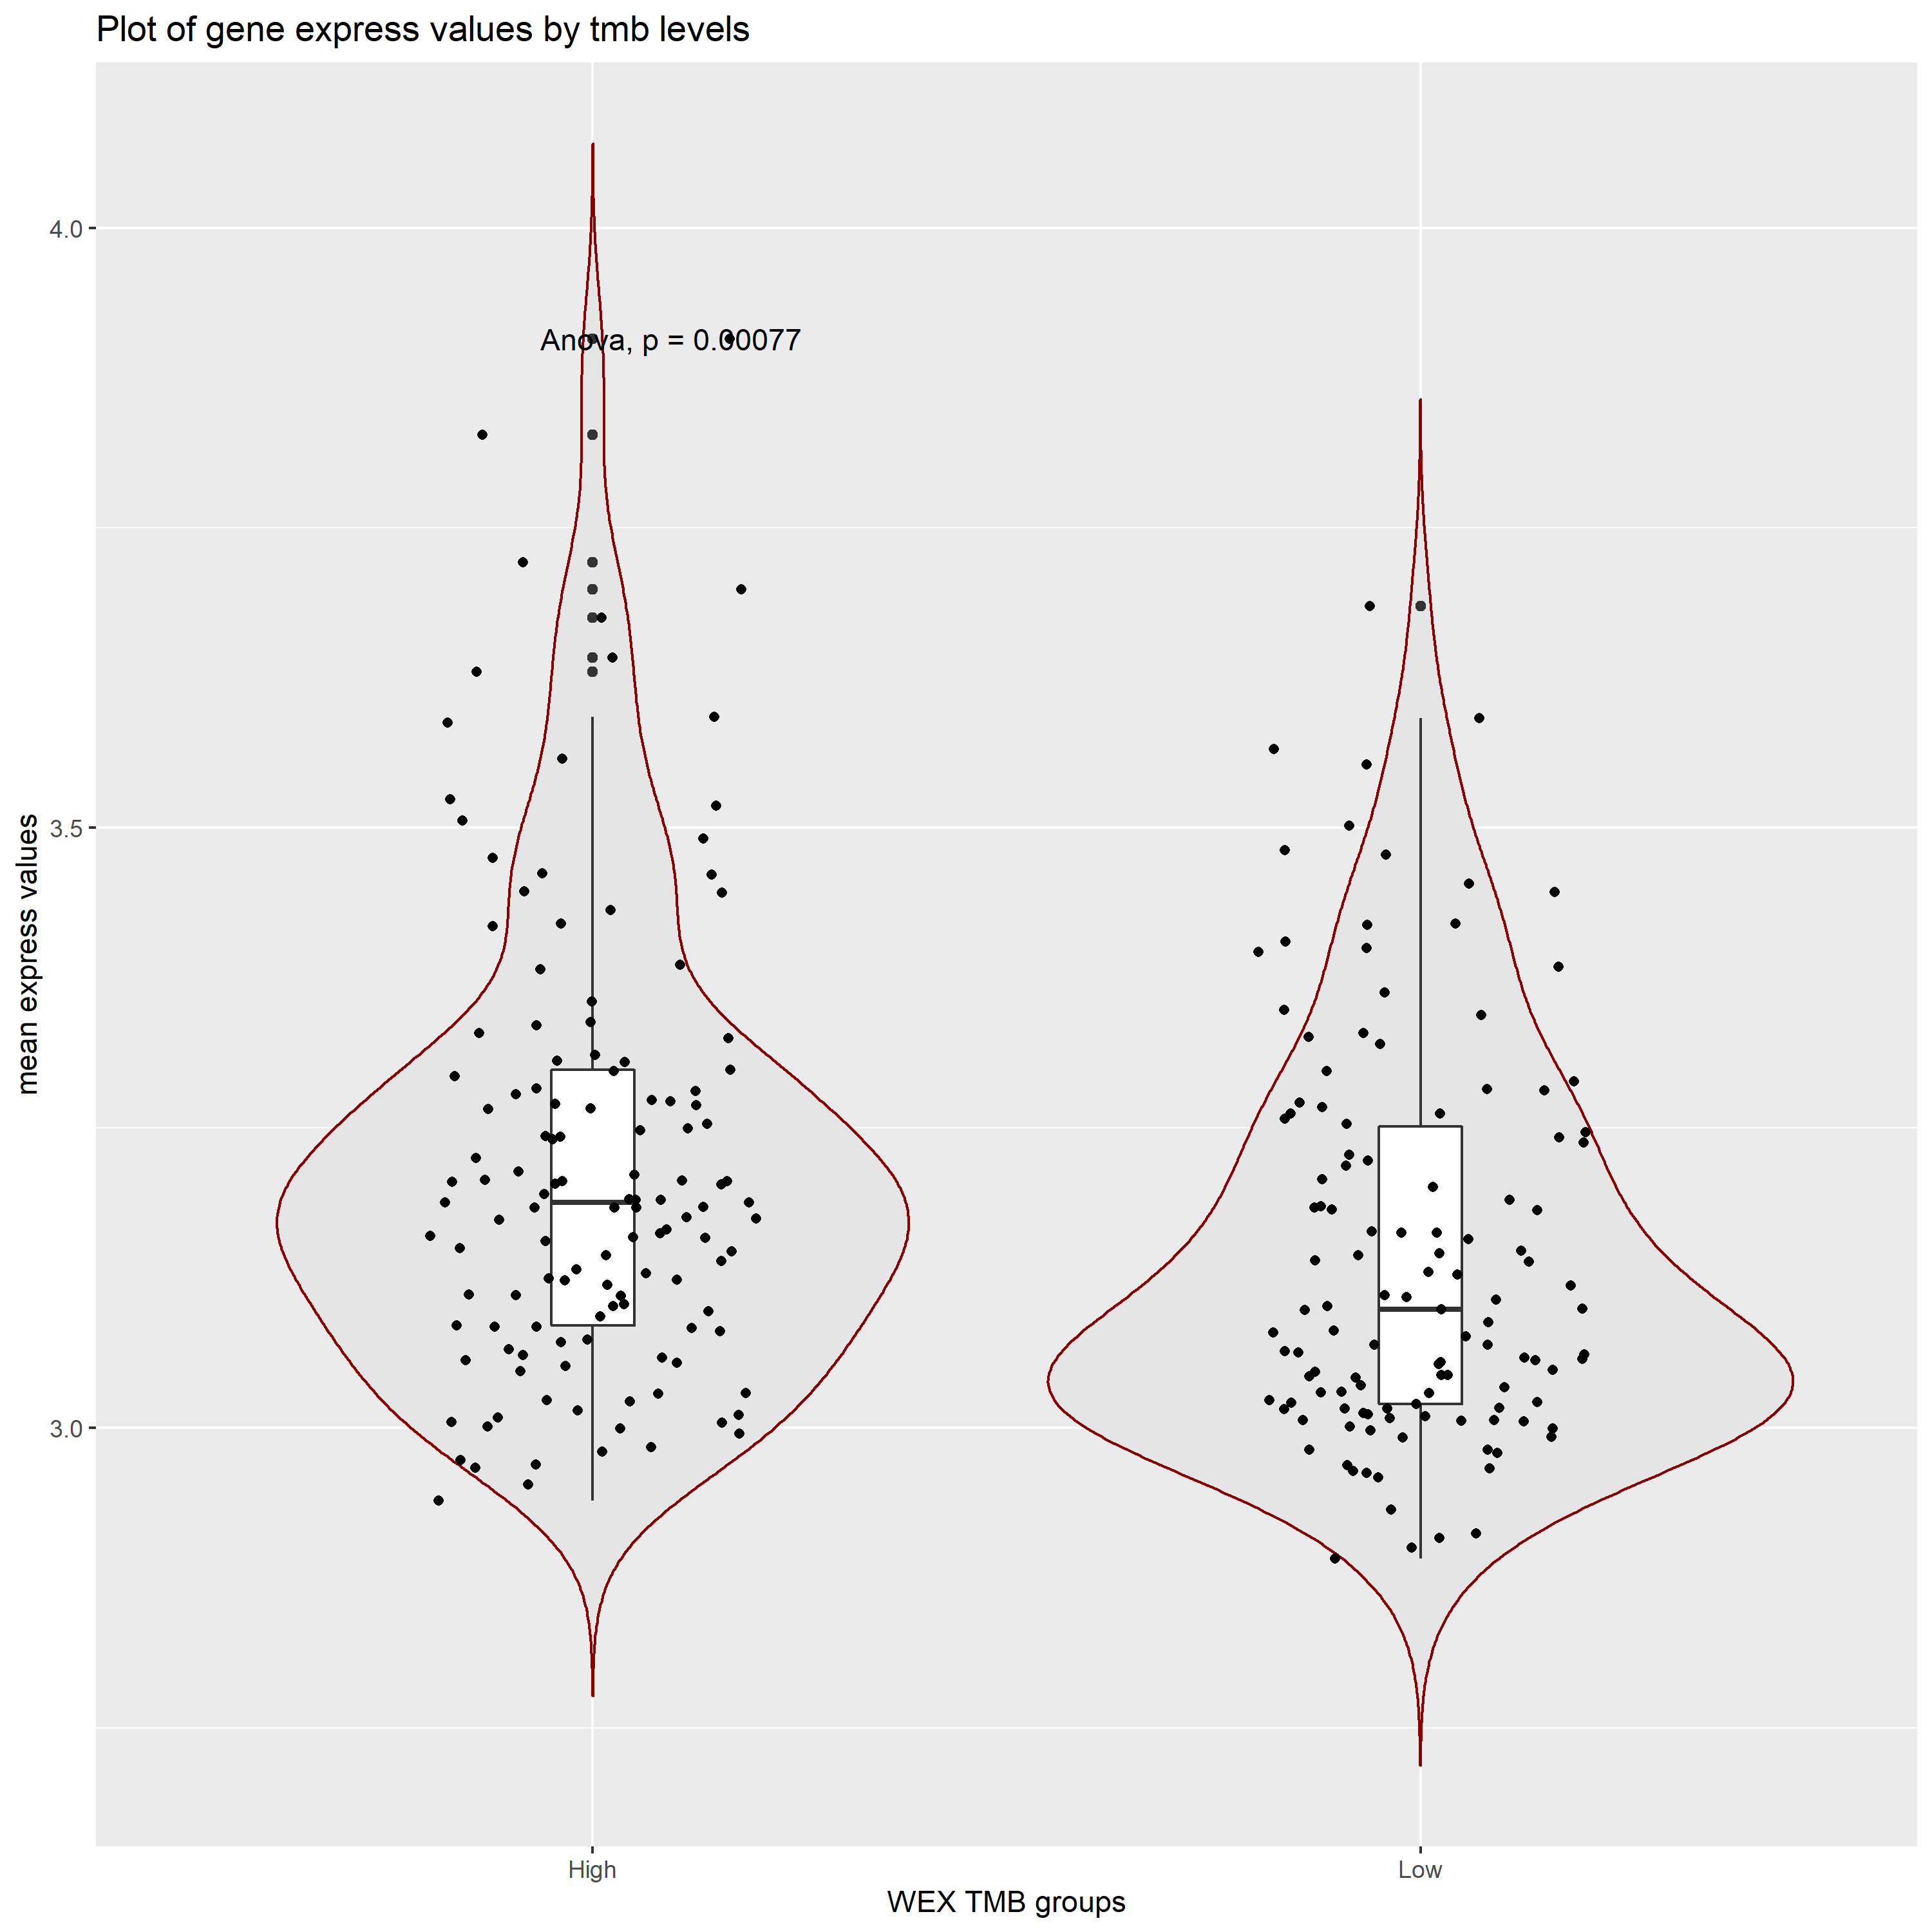 Plot of gene express values by tmb levels
4.0
Anova, p = 0.00077
3.5
mean express values
3.0
High
Low
WEX TMB groups